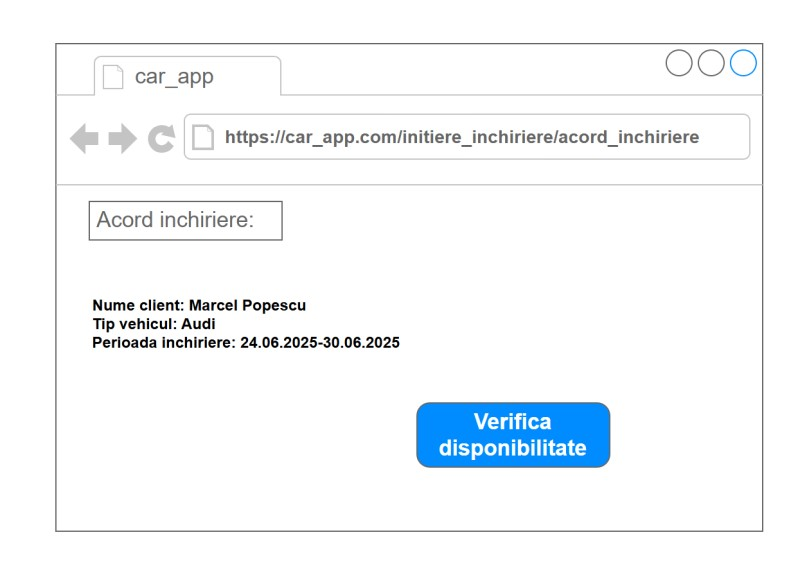 car_app
https://car_app.com/initiere_inchiriere/acord_inchiriere
Acord inchiriere:
Nume client: Marcel Popescu
Tip vehicul: Audi
Perioada inchiriere: 24.06.2025-30.06.2025
Verifica
disponibilitate